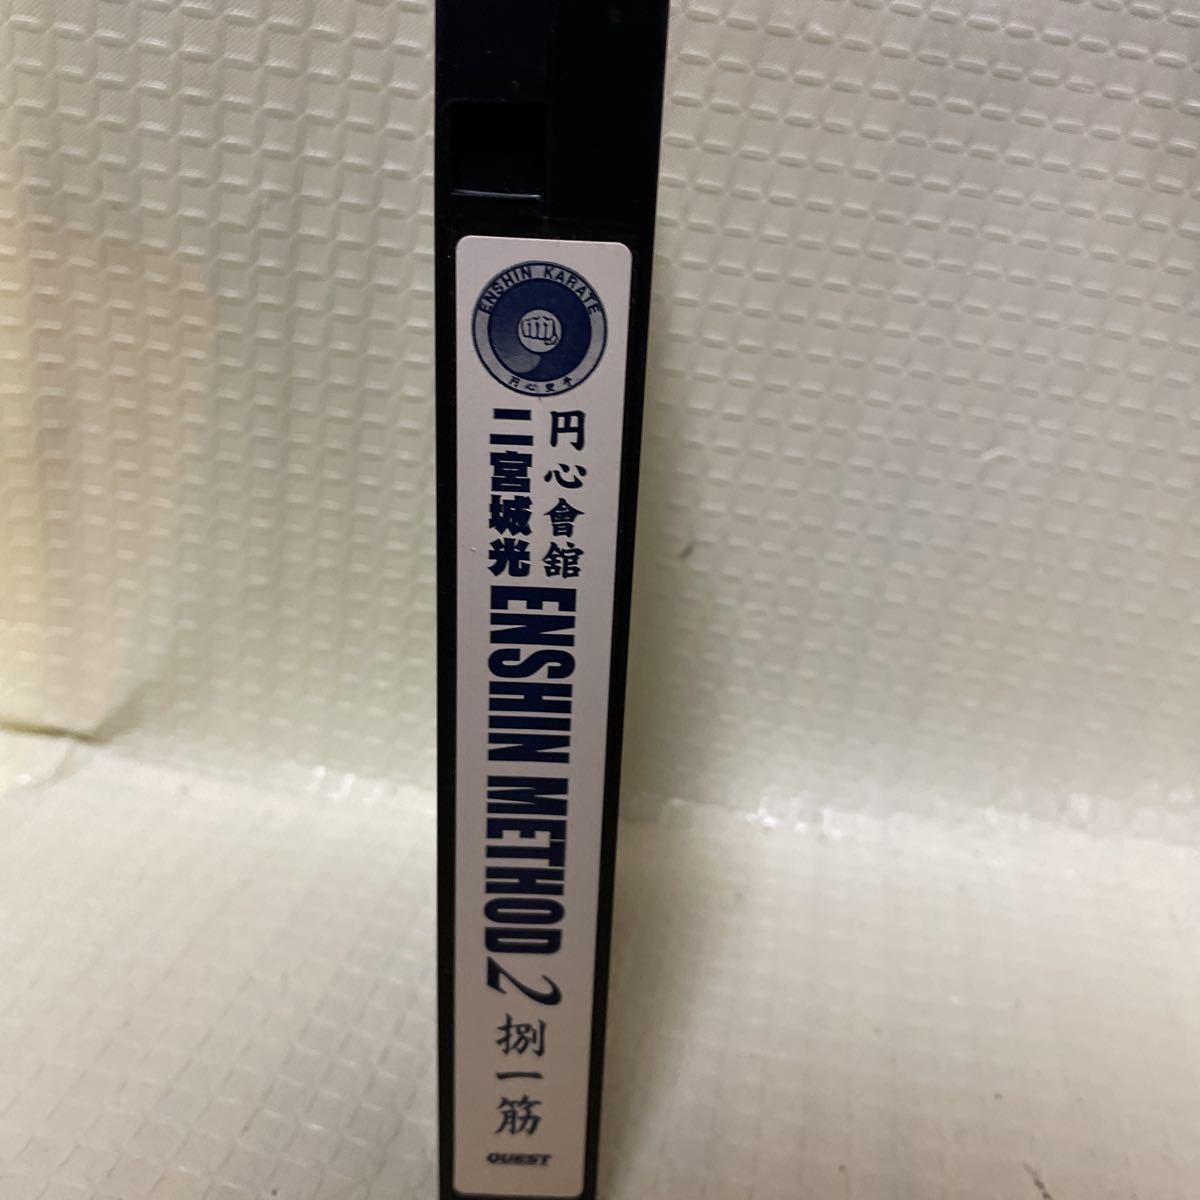 ENSHIN KARATE
円心空手
円心會舘
二宮城光
ENSHIN METHOD 2
捌一筋
QUEST